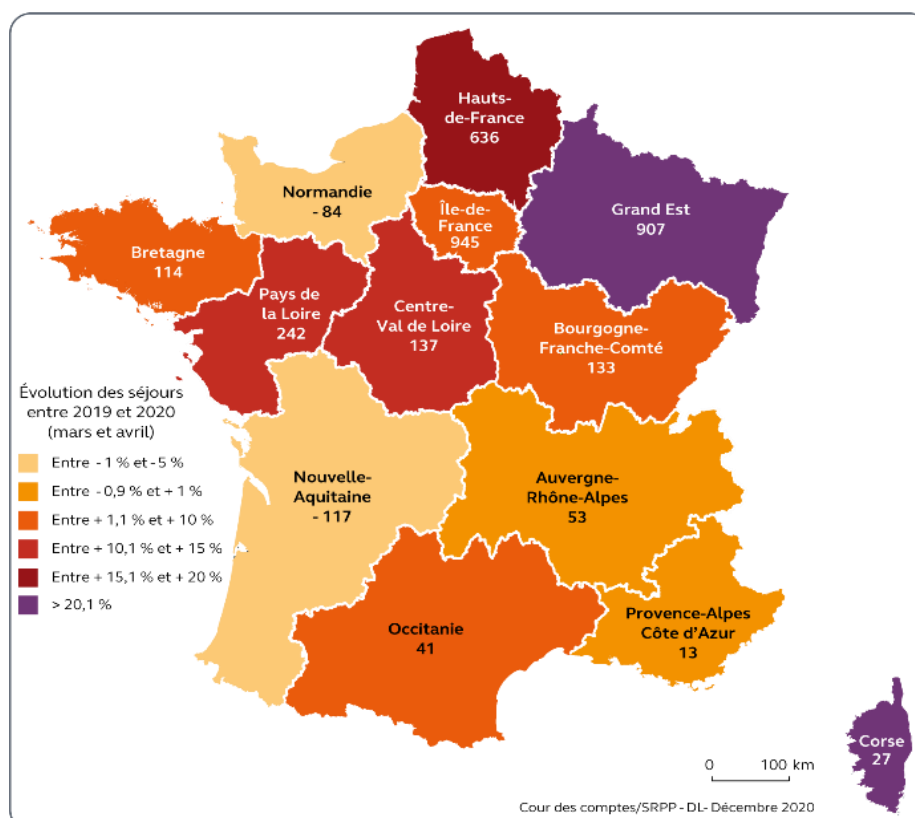 Hauts-
de-France
636
Normandie
- 84
Île-de-
France
945
Grand Est
907
Bretagne
114
Pays de
la Loire
242
Centre-
Val de Loire
137
Bourgogne-
Franche-Comté
133
Évolution des séjours
entre 2019 et 2020
(mars et avril)
Entre - 1 % et - 5 %
Entre - 0,9 % et + 1 %
Entre + 1,1 % et + 10 %
Entre + 10,1 % et + 15 %
Entre + 15,1 % et + 20 %
> 20,1 %
Nouvelle-
Aquitaine
- 117
Auvergne-
Rhône-Alpes
53
Occitanie
41
Provence-Alpes
Côte d'Azur
13
Corse
27
0 100 km
Cour des comptes/SRPP - DL- Décembre 2020